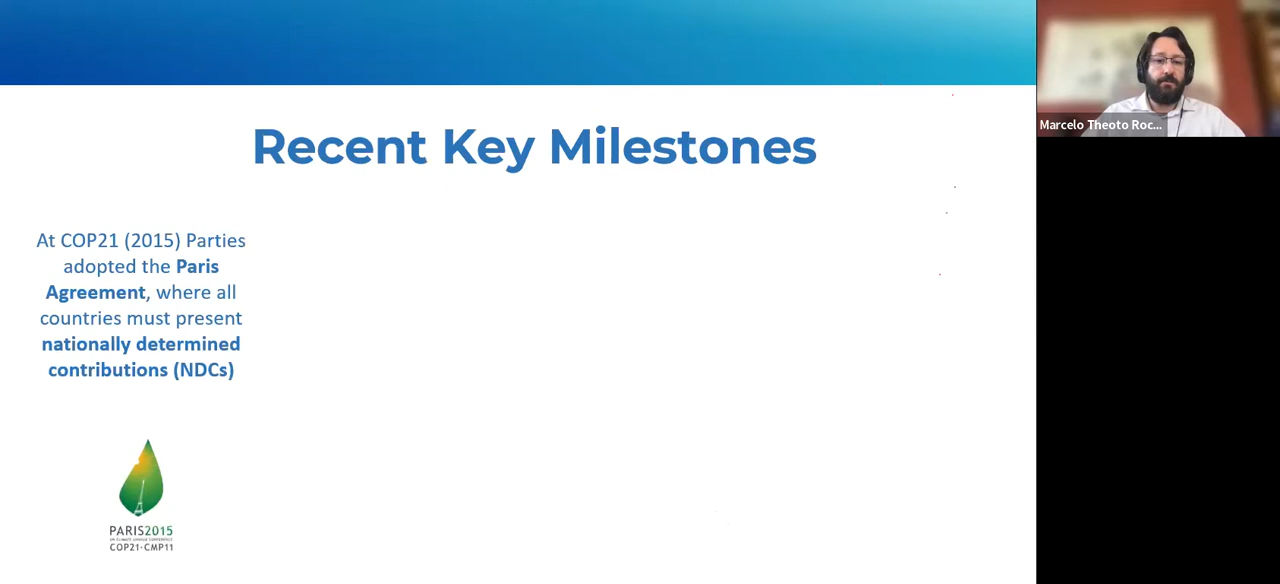 Recent Key Milestones
Marcelo Theoto Roc...
At COP21 (2015) Parties
adopted the Paris
Agreement, where all
countries must present
nationally determined
contributions (NDCs)
PARIS2015
UN CLIMATE CHANGE CONFERENCE
COP21·CMP11